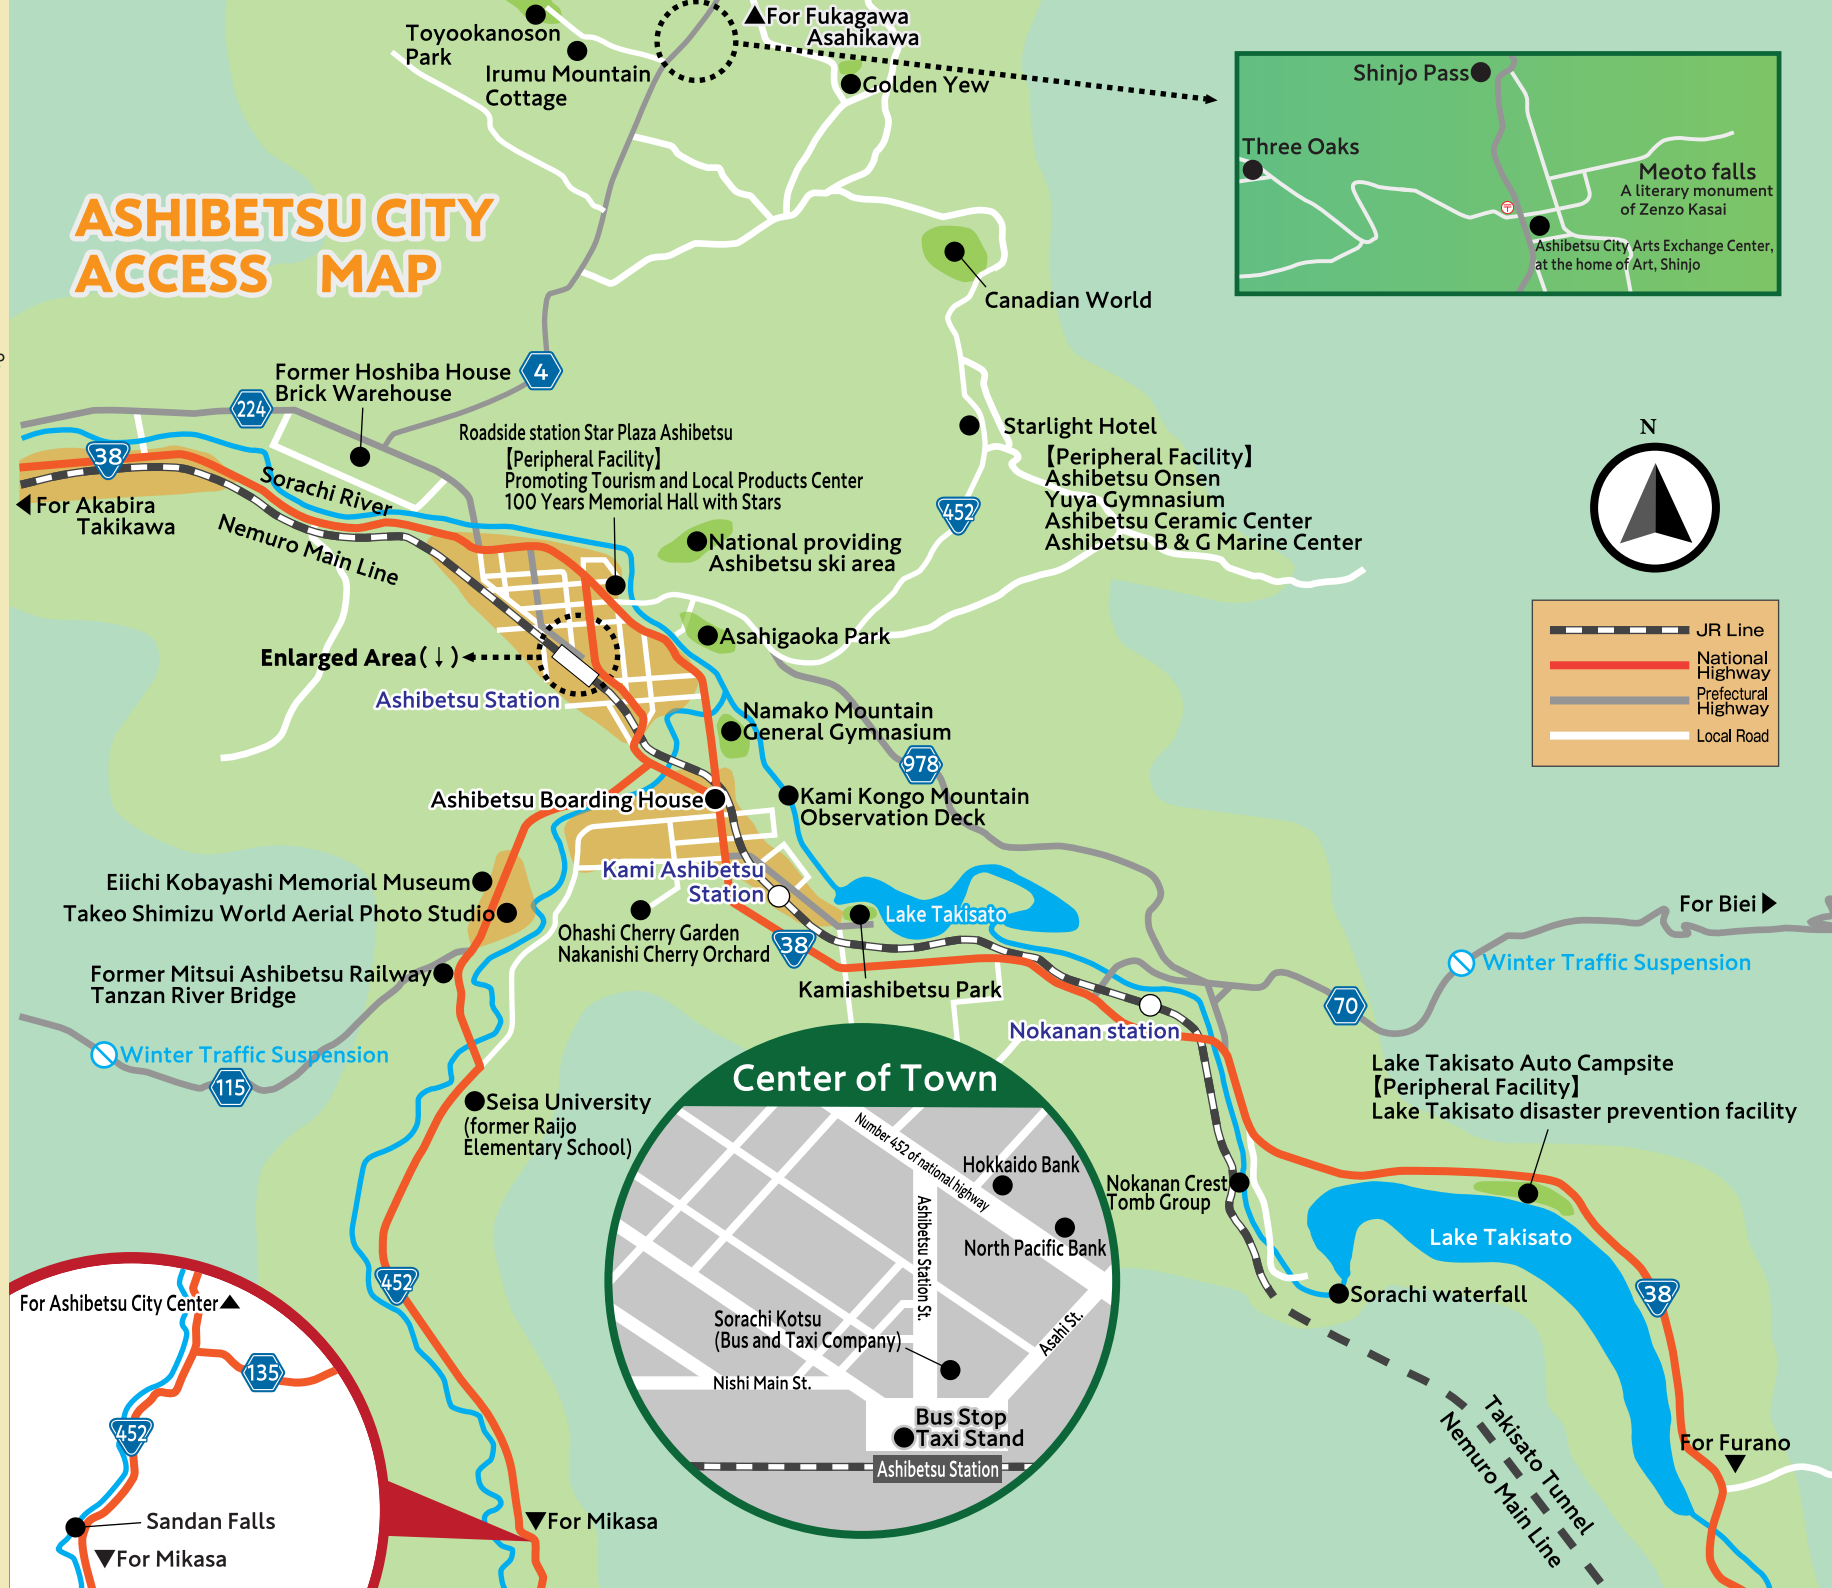 Toyookanoson
Park
Irumu Mountain
Cottage
▲For Fukagawa
Asahikawa
Golden Yew
Shinjo Pass
Three Oaks
Meoto falls
A literary monument
of Zenzo Kasai
Ashibetsu City Arts Exchange Center,
at the home of Art, Shinjo
ASHIBETSU CITY
ACCESS MAP
Canadian World
4
224
Former Hoshiba House
Brick Warehouse
38
Sorachi River
Nemuro Main Line
◀For Akabira
Takikawa
Roadside station Star Plaza Ashibetsu
【Peripheral Facility】
Promoting Tourism and Local Products Center
100 Years Memorial Hall with Stars
Starlight Hotel
【Peripheral Facility】
Ashibetsu Onsen
Yuya Gymnasium
Ashibetsu Ceramic Center
Ashibetsu B & G Marine Center
452
N
National providing
Ashibetsu ski area
Asahigaoka Park
JR Line
National
Highway
Prefectural
Highway
Local Road
Enlarged Area(↓)
Ashibetsu Station
Namako Mountain
General Gymnasium
978
Ashibetsu Boarding House
Kami Kongo Mountain
Observation Deck
Kami Ashibetsu
Station
Eiichi Kobayashi Memorial Museum
Takeo Shimizu World Aerial Photo Studio
Ohashi Cherry Garden
Nakanishi Cherry Orchard
38
Lake Takisato
Kamiashibetsu Park
For Biei▶
Winter Traffic Suspension
70
Former Mitsui Ashibetsu Railway
Tanzan River Bridge
Winter Traffic Suspension
115
Nokanan station
Seisa University
(former Raijo
Elementary School)
Lake Takisato Auto Campsite
【Peripheral Facility】
Lake Takisato disaster prevention facility
Nokanan Crest
Tomb Group
Lake Takisato
Sorachi waterfall
38
452
Center of Town
Number 452 of national highway
Hokkaido Bank
Ashibetsu Station St.
North Pacific Bank
Sorachi Kotsu
(Bus and Taxi Company)
Asahi St.
Nishi Main St.
Bus Stop
Taxi Stand
Ashibetsu Station
For Ashibetsu City Center▲
135
452
Sandan Falls
▼For Mikasa
▼For Mikasa
Takisato Tunnel
Nemuro Main Line
For Furano
▼